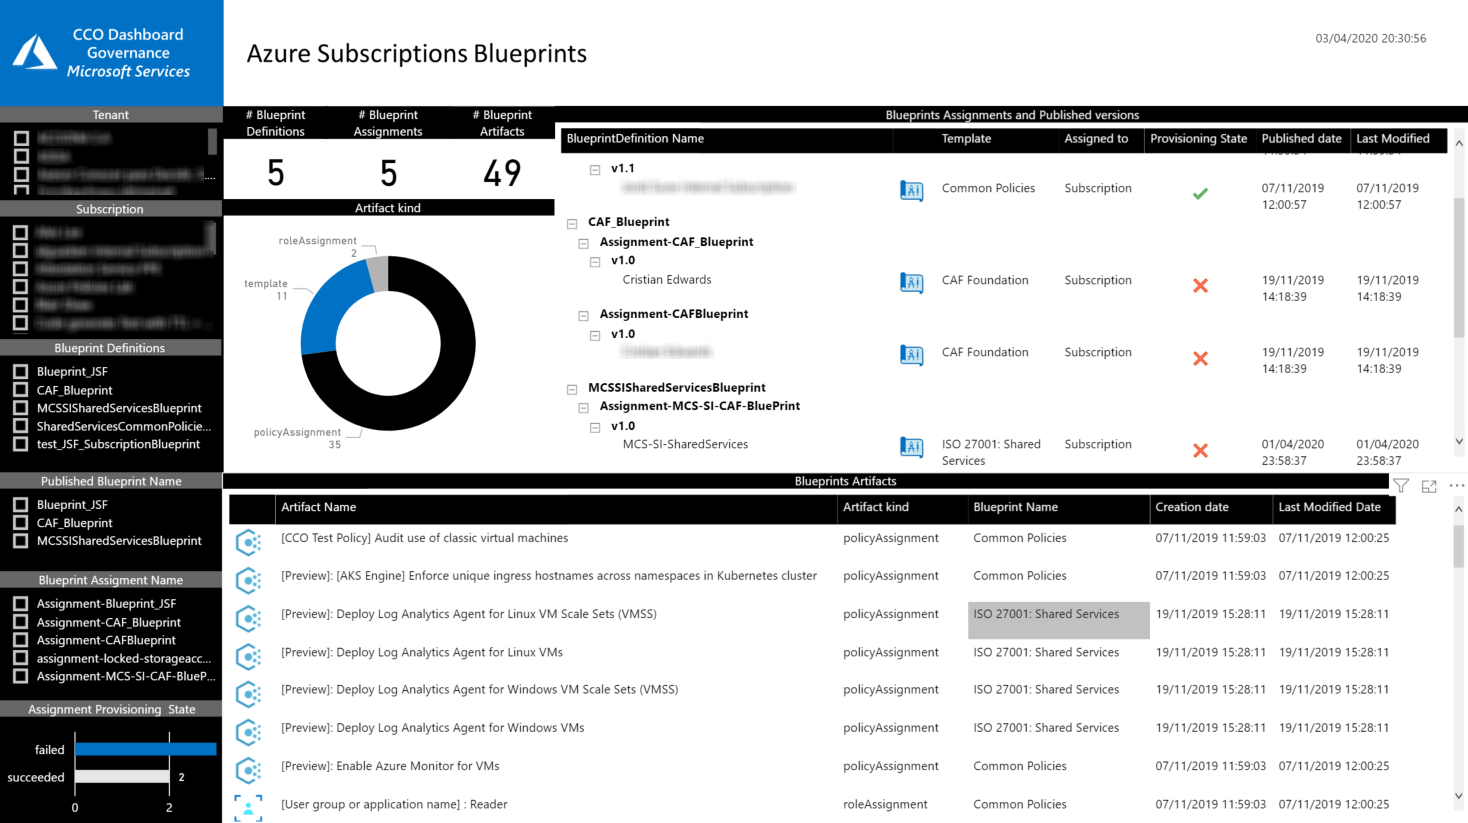 CCO Dashboard
Governance
Microsoft Services
Azure Subscriptions Blueprints
03/04/2020 20:30:56
Tenant
Subscription
Blueprint Definitions
Blueprint_JSF
CAF_Blueprint
MCSSISharedServicesBlueprint
SharedServicesCommonPolicie...
test_JSF_SubscriptionBlueprint
Published Blueprint Name
Blueprint_JSF
CAF_Blueprint
MCSSISharedServicesBlueprint
Blueprint Assigment Name
Assignment-Blueprint_JSF
Assignment-CAF_Blueprint
Assignment-CAFBlueprint
assignment-locked-storageacc...
Assignment-MCS-SI-CAF-BlueP...
Assignment Provisioning State
failed
succeeded 2
0 2
# Blueprint Definitions # Blueprint Assignments # Blueprint Artifacts
5 5 49
Artifact kind
roleAssignment
2
template
11
policyAssignment
35
Blueprints Assignments and Published versions
BlueprintDefinition Name Template Assigned to Provisioning State Published date Last Modified
v1.1
Common Policies Subscription 07/11/2019 07/11/2019
12:00:57 12:00:57
CAF_Blueprint
Assignment-CAF_Blueprint
v1.0
Cristian Edwards CAF Foundation Subscription 19/11/2019 19/11/2019
14:18:39 14:18:39
Assignment-CAFBlueprint
v1.0
CAF Foundation Subscription 19/11/2019 19/11/2019
14:18:39 14:18:39
MCSSISharedServicesBlueprint
Assignment-MCS-SI-CAF-BluePrint
v1.0
MCS-SI-SharedServices ISO 27001: Shared Subscription 01/04/2020 01/04/2020
Services 23:58:37 23:58:37
Blueprints Artifacts
Artifact Name Artifact kind Blueprint Name Creation date Last Modified Date
[CCO Test Policy] Audit use of classic virtual machines policyAssignment Common Policies 07/11/2019 11:59:03 07/11/2019 12:00:25
[Preview]: [AKS Engine] Enforce unique ingress hostnames across namespaces in Kubernetes cluster policyAssignment Common Policies 07/11/2019 11:59:03 07/11/2019 12:00:25
[Preview]: Deploy Log Analytics Agent for Linux VM Scale Sets (VMSS) policyAssignment ISO 27001: Shared Services 19/11/2019 15:28:11 19/11/2019 15:28:11
[Preview]: Deploy Log Analytics Agent for Linux VMs policyAssignment ISO 27001: Shared Services 19/11/2019 15:28:11 19/11/2019 15:28:11
[Preview]: Deploy Log Analytics Agent for Windows VM Scale Sets (VMSS) policyAssignment ISO 27001: Shared Services 19/11/2019 15:28:11 19/11/2019 15:28:11
[Preview]: Deploy Log Analytics Agent for Windows VMs policyAssignment ISO 27001: Shared Services 19/11/2019 15:28:11 19/11/2019 15:28:11
[Preview]: Enable Azure Monitor for VMs policyAssignment Common Policies 07/11/2019 11:59:03 07/11/2019 12:00:25
[User group or application name] : Reader roleAssignment Common Policies 07/11/2019 11:59:03 07/11/2019 12:00:25